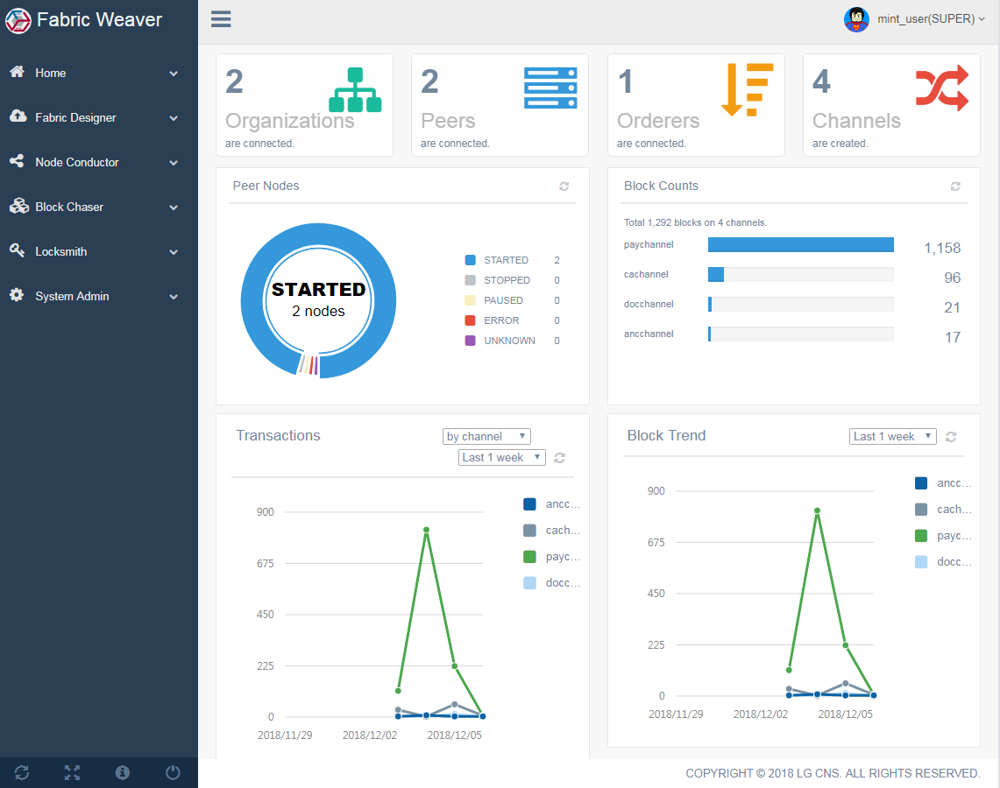 Fabric Weaver
mint_user(SUPER)
Home
Fabric Designer
Node Conductor
Block Chaser
Locksmith
System Admin
2
Organizations
are connected.
2
Peers
are connected.
1
Orderers
are connected.
4
Channels
are created.
Peer Nodes
STARTED
2 nodes
STARTED 2
STOPPED 0
PAUSED 0
ERROR 0
UNKNOWN 0
Block Counts
Total 1,292 blocks on 4 channels.
paychannel 1,158
cachannel 96
docchannel 21
ancchannel 17
Transactions
by channel
Last 1 week
900
675
450
225
0
2018/11/29 2018/12/02 2018/12/05
ancc...
cach...
payc...
docc...
Block Trend
Last 1 week
900
675
450
225
0
2018/11/29 2018/12/02 2018/12/05
ancc...
cach...
payc...
docc...
COPYRIGHT © 2018 LG CNS. ALL RIGHTS RESERVED.